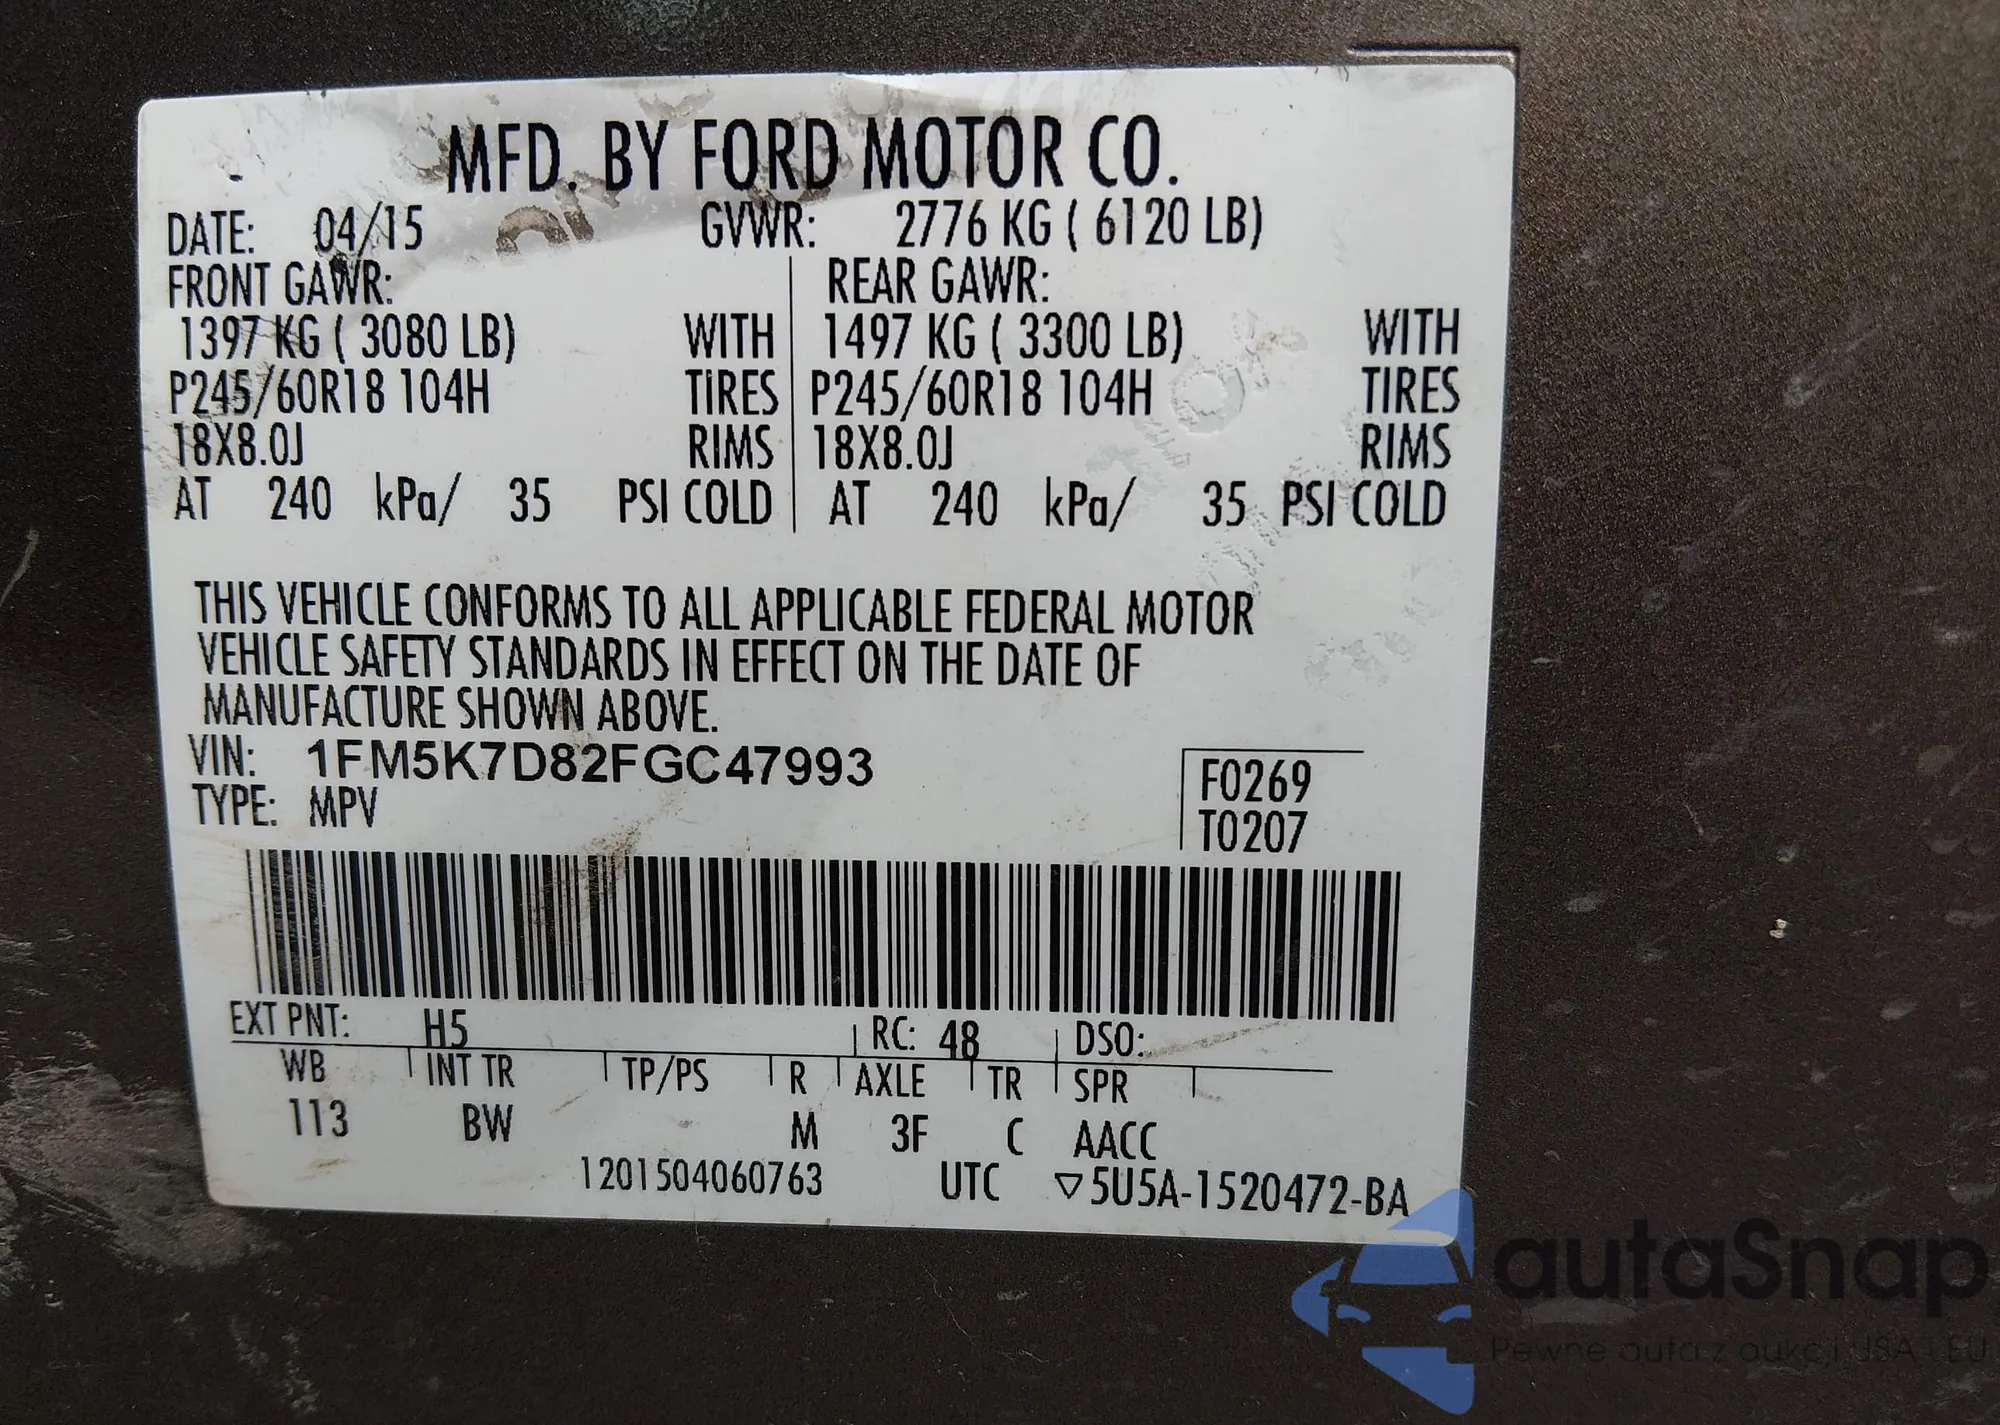 MFD. BY FORD MOTOR CO.
DATE: 04/15 GVWR: 2776 KG ( 6120 LB)
FRONT GAWR: REAR GAWR:
1397 KG ( 3080 LB) WITH 1497 KG ( 3300 LB) WITH
P245/60R18 104H TIRES P245/60R18 104H TIRES
18X8.0J RIMS 18X8.0J RIMS
AT 240 kPa/ 35 PSI COLD AT 240 kPa/ 35 PSI COLD
THIS VEHICLE CONFORMS TO ALL APPLICABLE FEDERAL MOTOR
VEHICLE SAFETY STANDARDS IN EFFECT ON THE DATE OF
MANUFACTURE SHOWN ABOVE.
VIN: 1FM5K7D82FGC47993
TYPE: MPV
F0269
T0207
EXT PNT: H5 RC: 48 DSO:
WB INT TR TP/PS R AXLE TR SPR
113 BW M 3F C AACC
1201504060763 UTC ▽5U5A-1520472-BA
autaSnap
Pewne auta z aukcji USA i EU